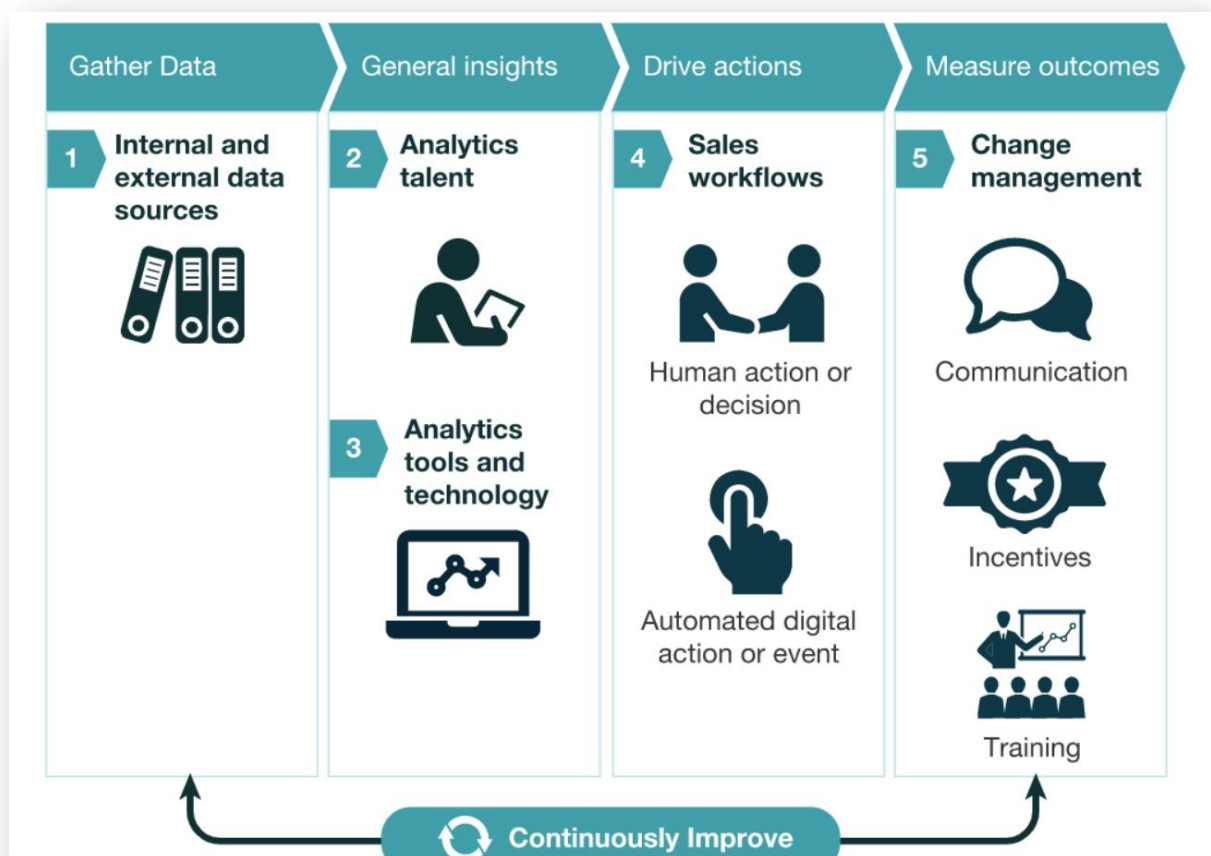 Gather Data
General insights
Drive actions
Measure outcomes
1
Internal and
external data
sources
2
Analytics
talent
3
Analytics
tools and
technology
4
Sales
workflows
Human action or
decision
Automated digital
action or event
5
Change
management
Communication
Incentives
Training
Continuously Improve